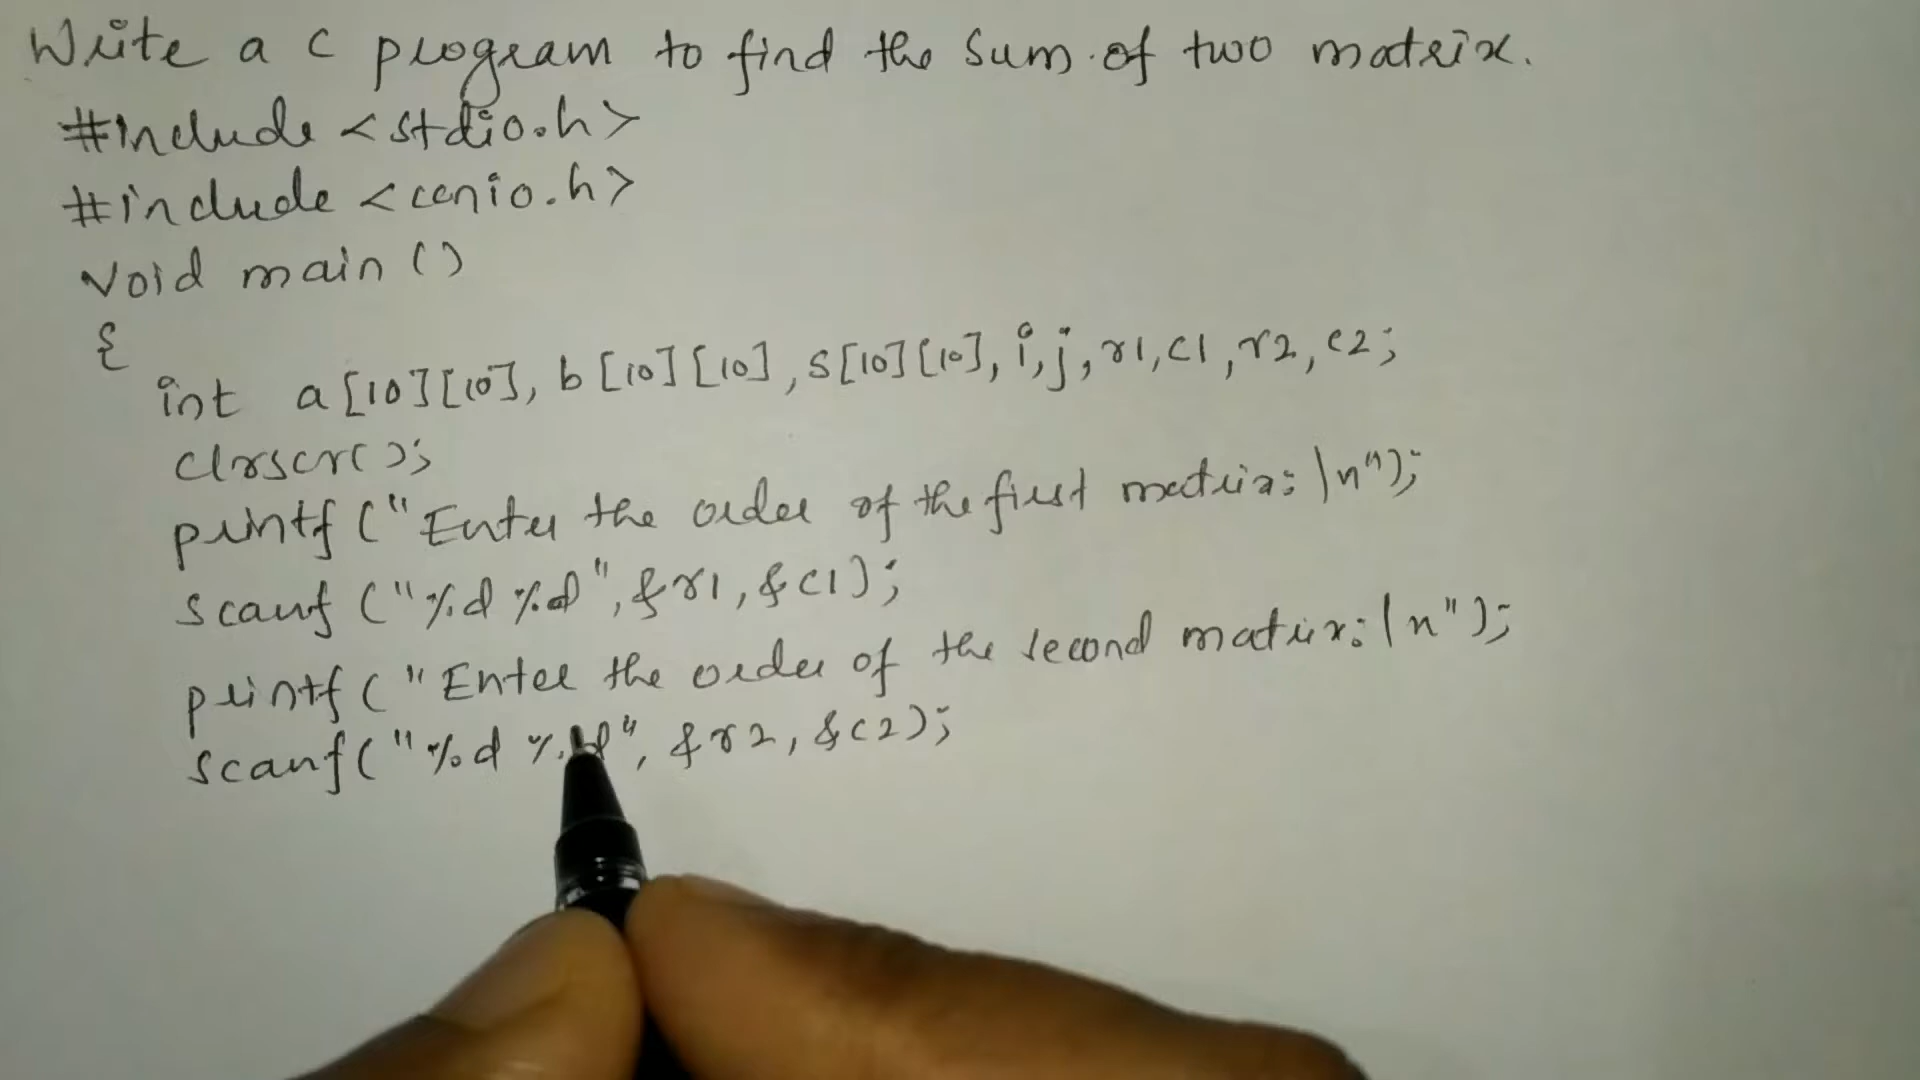 Write a C program to find the sum of two matrix.
#include <stdio.h>
#include <conio.h>
void main ()
{
int a[10][10], b[10][10], s[10][10], i, j, r1, c1, r2, c2;
clrscr();
printf ("Enter the order of the first matrix: \n");
scanf ("%d %d", &r1, &c1);
printf ("Enter the order of the second matrix: \n");
scanf ("%d %d", &r2, &c2);